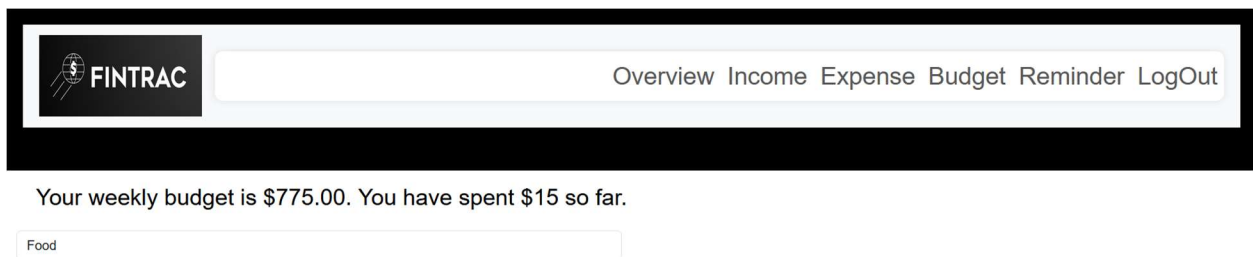 FINTRAC
Overview Income Expense Budget Reminder LogOut
Your weekly budget is $775.00. You have spent $15 so far.
Food